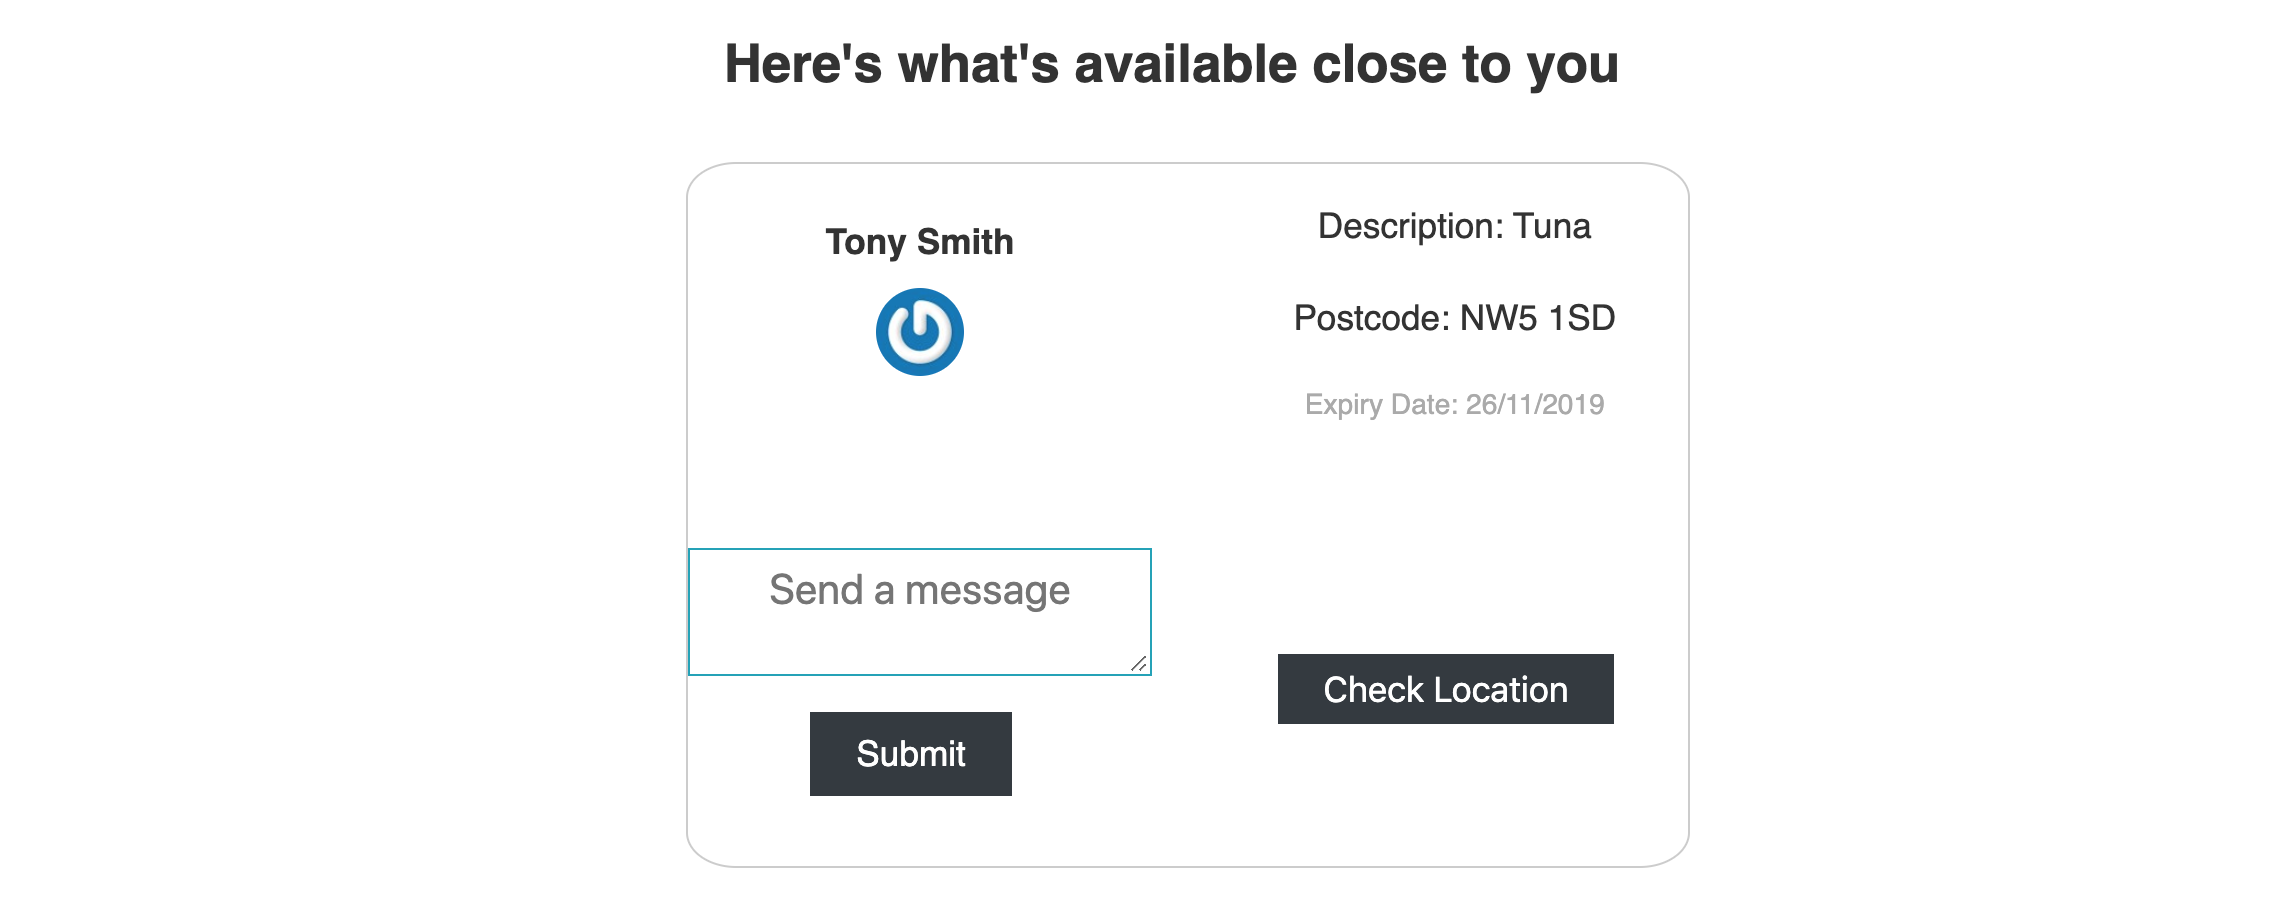 Here's what's available close to you
Tony Smith
Description: Tuna
Postcode: NW5 1SD
Expiry Date: 26/11/2019
Send a message
Submit
Check Location